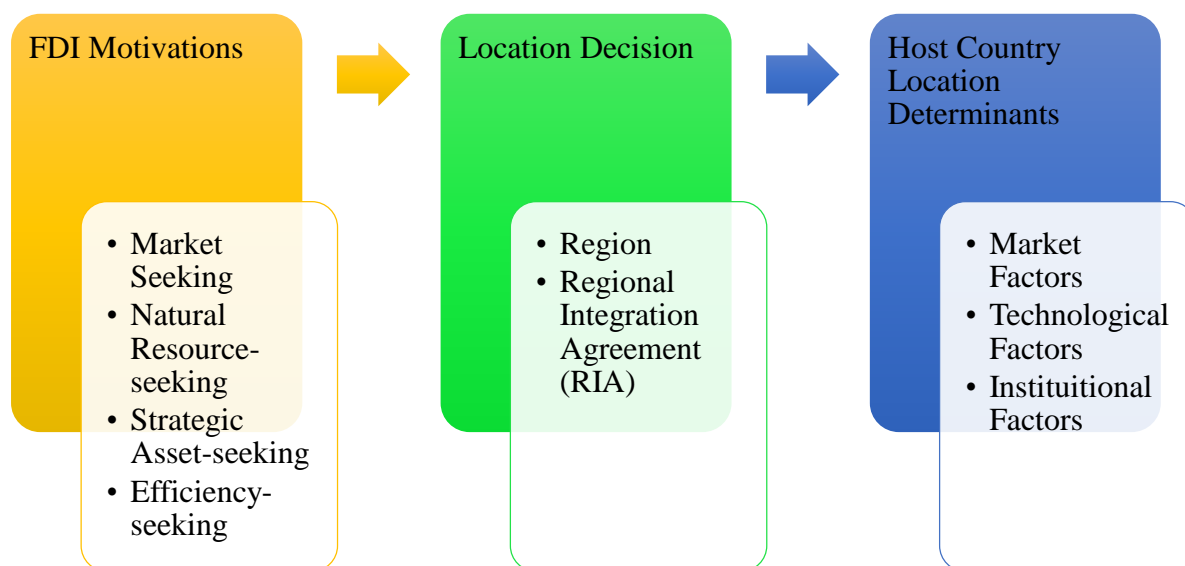 FDI Motivations
• Market
Seeking
• Natural
Resource-
seeking
• Strategic
Asset-seeking
• Efficiency-
seeking
Location Decision
• Region
• Regional
Integration
Agreement
(RIA)
Host Country
Location
Determinants
• Market
Factors
• Technological
Factors
• Instituitional
Factors